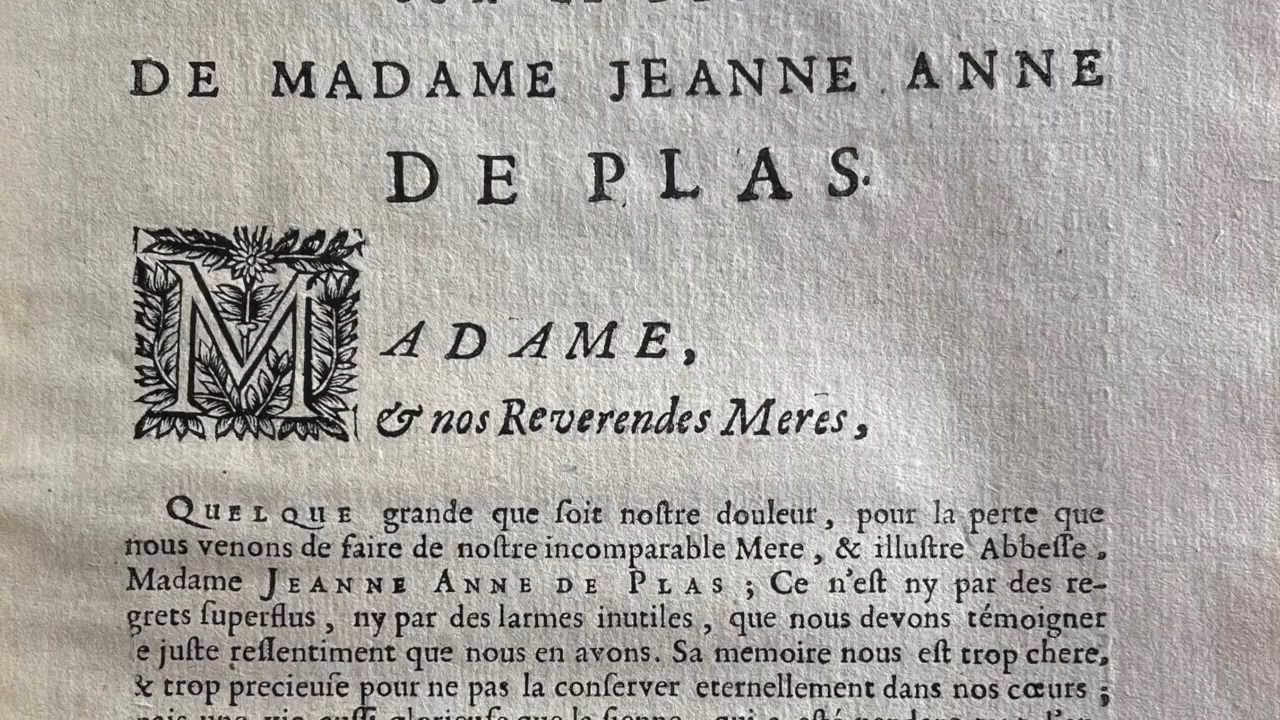 DE MADAME JEANNE ANNE
DE PLAS.
MADAME,
& nos Reverendes Meres,
QUELQUE grande que ſoit noſtre douleur, pour la perte que
nous venons de faire de noſtre incomparable Mere, & illuſtre Abbeſſe,
Madame JEANNE ANNE DE PLAS; Ce n'eſt ny par des re-
grets ſuperflus, ny par des larmes inutiles, que nous devons témoigner
e juſte reſſentiment que nous en avons. Sa memoire nous eſt trop chere,
& trop precieuſe pour ne pas la conſerver eternellement dans nos cœurs;